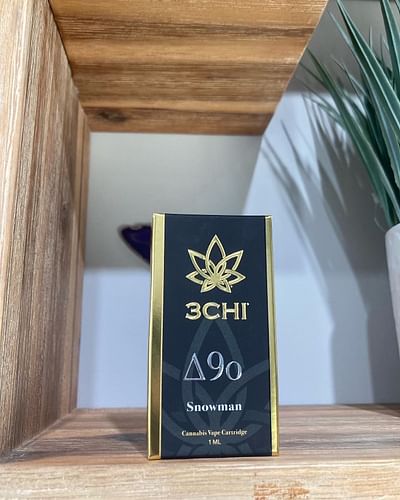 3CHI
Δ9o
Snowman
Cannabis Vape Cartridge
1 ML